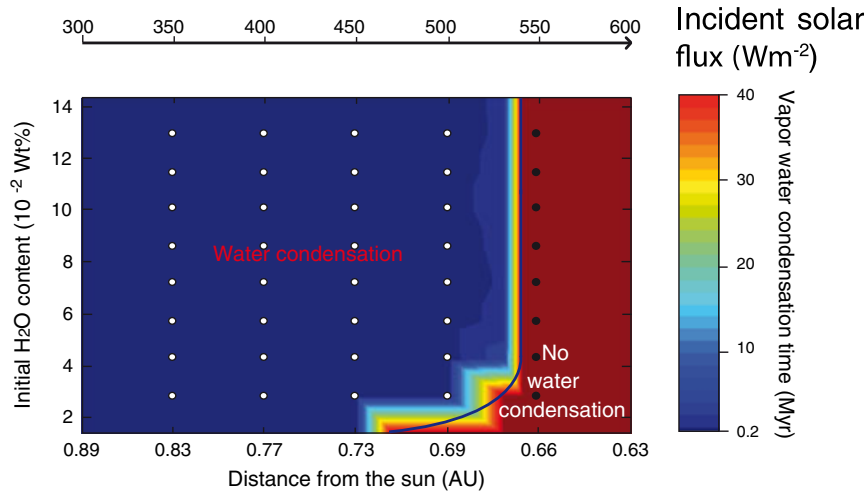 300 350 400 450 500 550 600
Incident solar
flux (Wm-2)
14
12
10
8
6
4
2
Initial H2O content (10 -2 Wt%)
Water condensation
No
water
condensation
0.89 0.83 0.77 0.73 0.69 0.66 0.63
Distance from the sun (AU)
40
30
20
10
0.2
Vapor water condensation time (Myr)